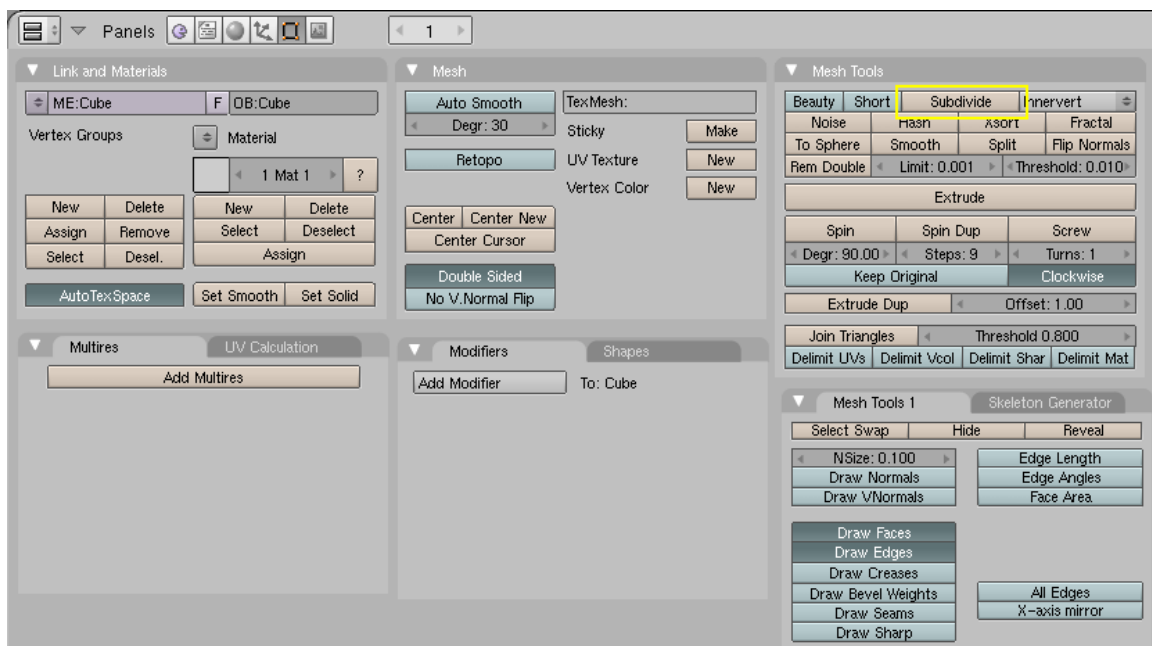 Panels 1
Link and Materials
ME:Cube F OB:Cube
Vertex Groups Material
1 Mat 1 ?
New Delete New Delete
Assign Remove Select Deselect
Select Desel. Assign
AutoTexSpace Set Smooth Set Solid
Multires UV Calculation
Add Multires
Mesh
Auto Smooth TexMesh:
Degr: 30 Sticky Make
Retopo UV Texture New
Vertex Color New
Center Center New
Center Cursor
Double Sided
No V.Normal Flip
Modifiers Shapes
Add Modifier To: Cube
Mesh Tools
Beauty Short Subdivide Innervert
Noise Hash Xsort Fractal
To Sphere Smooth Split Flip Normals
Rem Double Limit: 0.001 Threshold: 0.010
Extrude
Spin Spin Dup Screw
Degr: 90.00 Steps: 9 Turns: 1
Keep Original Clockwise
Extrude Dup Offset: 1.00
Join Triangles Threshold 0.800
Delimit UVs Delimit Vcol Delimit Shar Delimit Mat
Mesh Tools 1 Skeleton Generator
Select Swap Hide Reveal
NSize: 0.100 Edge Length
Draw Normals Edge Angles
Draw VNormals Face Area
Draw Faces
Draw Edges
Draw Creases
Draw Bevel Weights All Edges
Draw Seams X-axis mirror
Draw Sharp